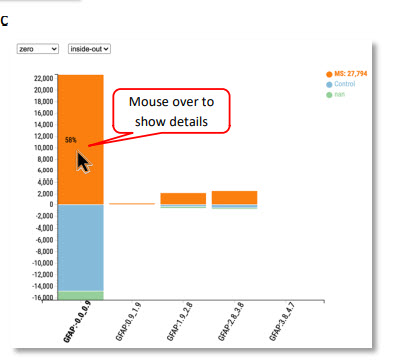 C
zero
inside-out
MS: 27,794
Control
non
22,000
20,000
18,000
16,000
14,000
12,000
10,000
8,000
6,000
4,000
2,000
0
-2,000
-4,000
-6,000
-8,000
-10,000
-12,000
-14,000
-16,000
58%
Mouse over to
show details
GFAP:-0.0_0.9
GFAP:0.9_1.9
GFAP:1.9_2.8
GFAP:2.8_3.8
GFAP:3.8_4.7